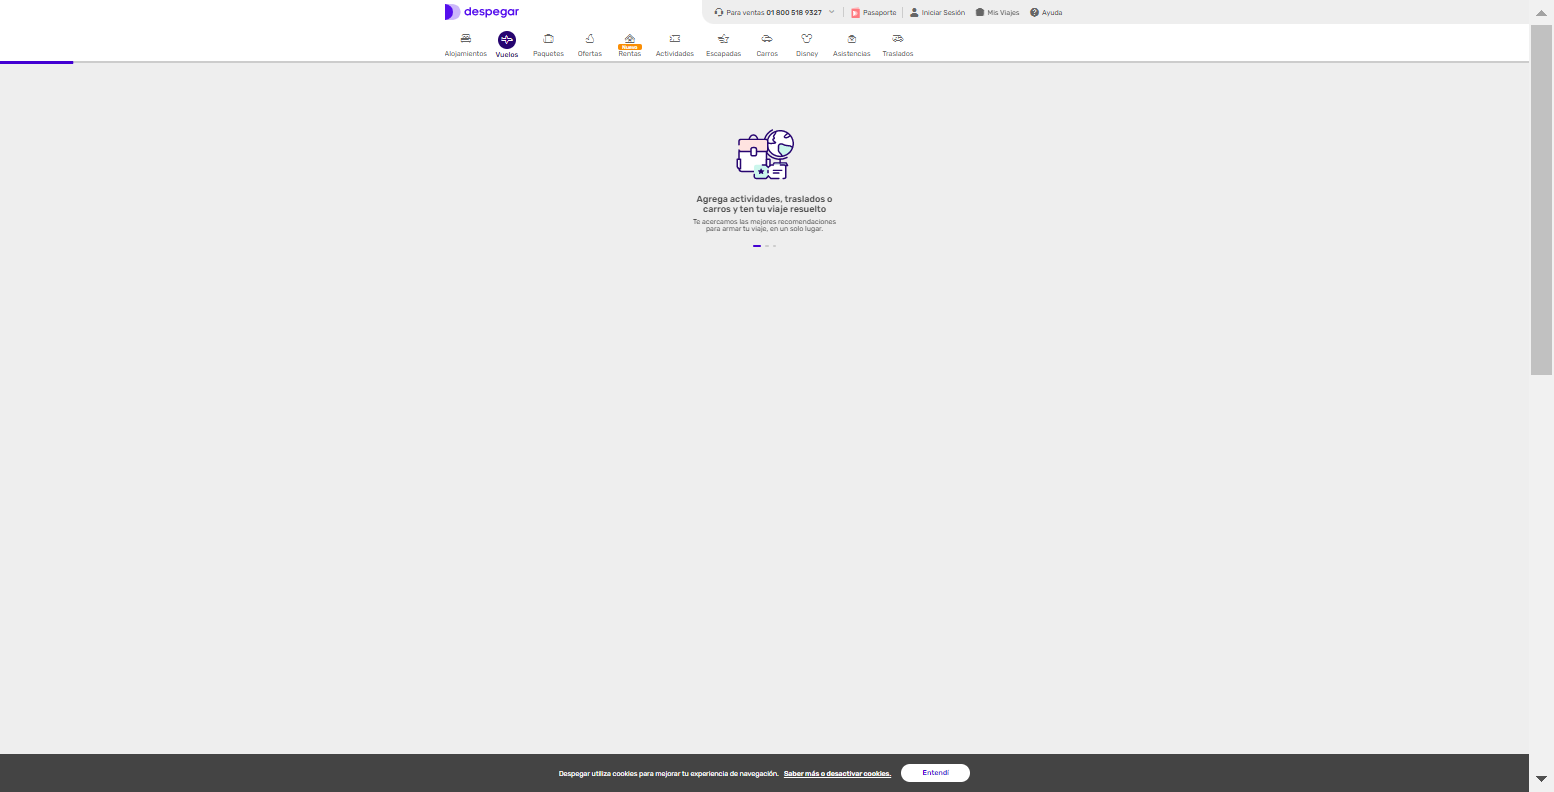 despegar
Para ventas 01 800 518 9327
Pasaporte
Iniciar Sesión
Mis Viajes
Ayuda
Alojamientos
Vuelos
Paquetes
Ofertas
Nuevo
Rentas
Actividades
Escapadas
Carros
Disney
Asistencias
Traslados
Agrega actividades, traslados o
carros y ten tu viaje resuelto
Te acercamos las mejores recomendaciones
para armar tu viaje, en un solo lugar.
Despegar utiliza cookies para mejorar tu experiencia de navegación. Saber más o desactivar cookies.
Entendí